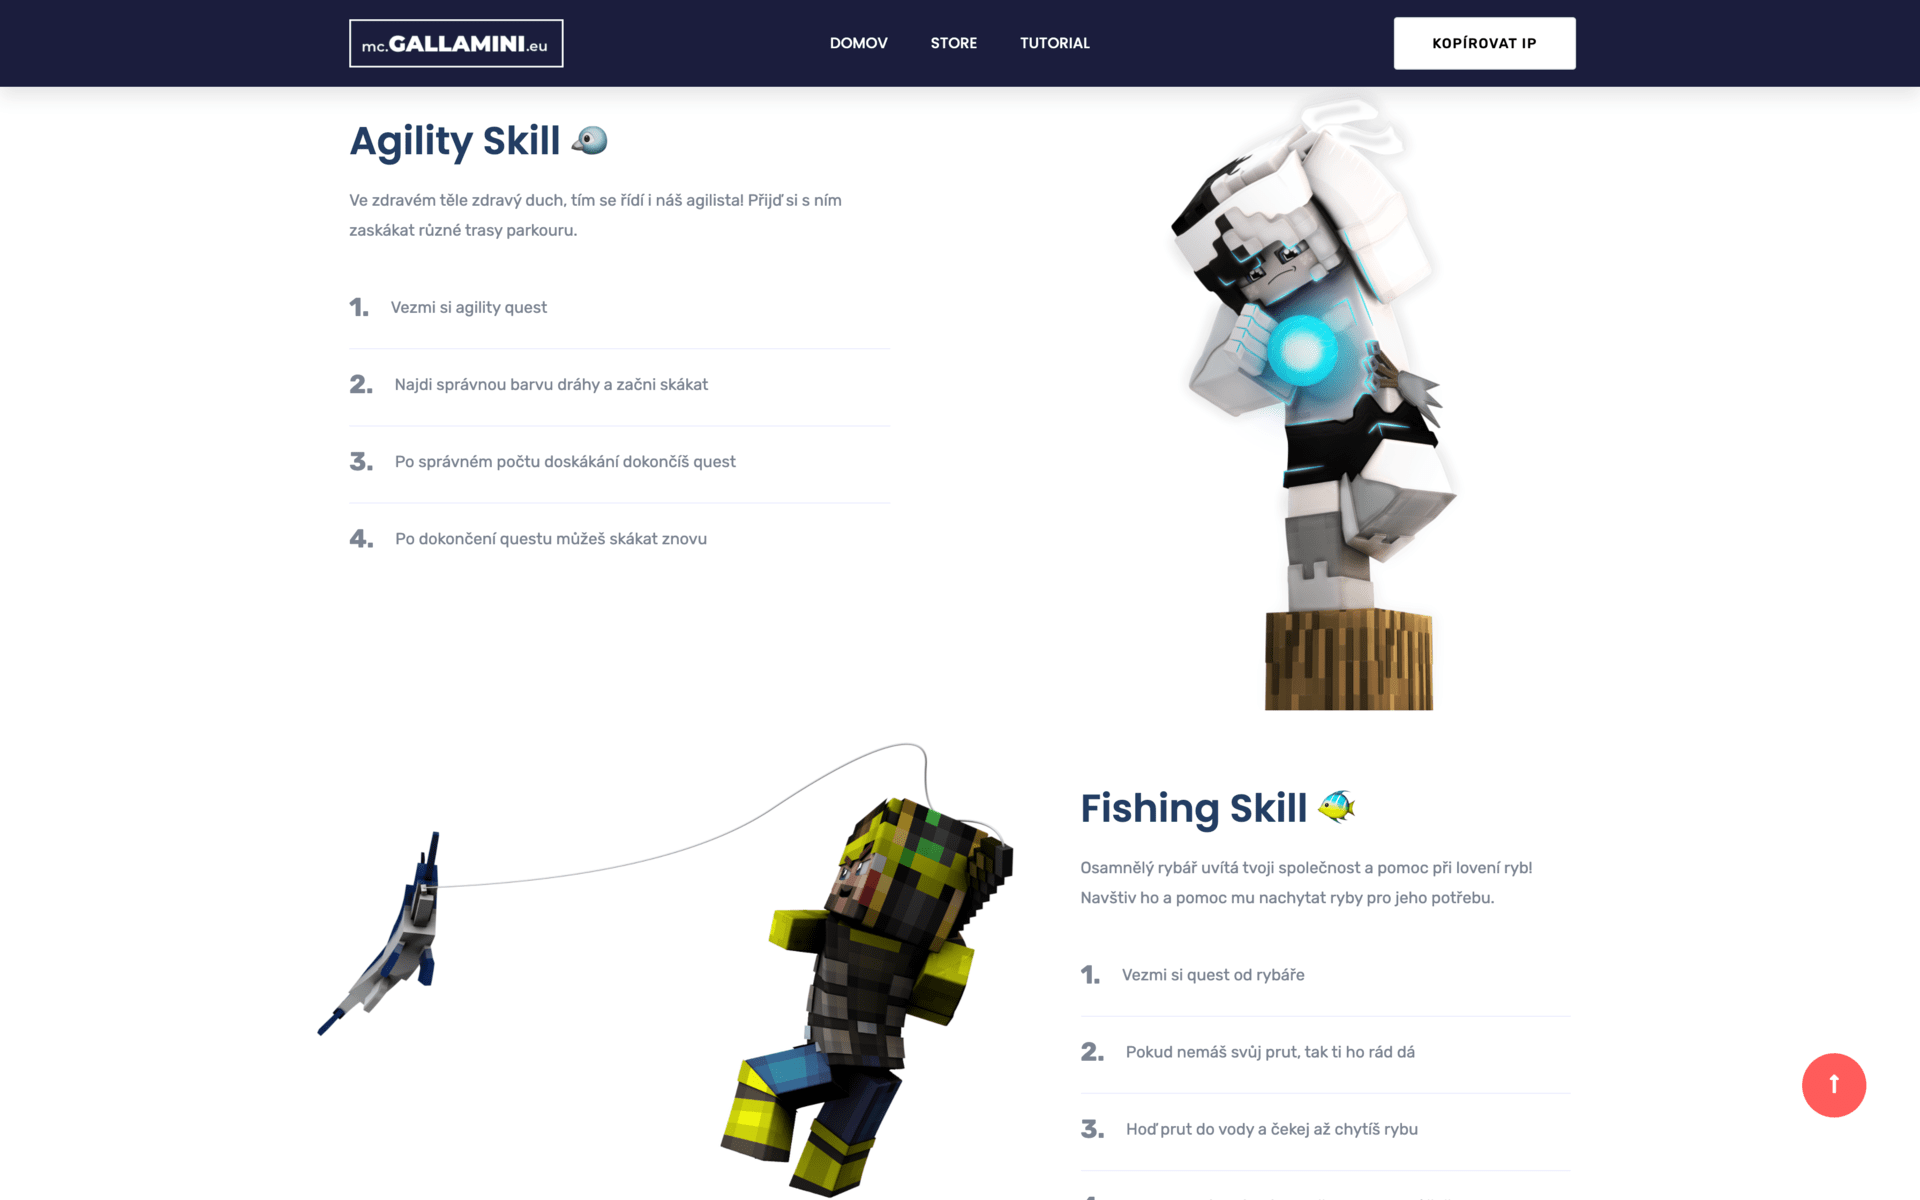 mc.GALLAMINI.eu
DOMOV
STORE
TUTORIAL
KOPÍROVAT IP
Agility Skill
Ve zdravém těle zdravý duch, tím se řídí i náš agilista! Přijď si s ním
zaskákat různé trasy parkouru.
1. Vezmi si agility quest
2. Najdi správnou barvu dráhy a začni skákat
3. Po správném počtu doskákání dokončíš quest
4. Po dokončení questu můžeš skákat znovu
Fishing Skill
Osamnělý rybář uvítá tvoji společnost a pomoc při lovení ryb!
Navštiv ho a pomoc mu nachytat ryby pro jeho potřebu.
1. Vezmi si quest od rybáře
2. Pokud nemáš svůj prut, tak ti ho rád dá
3. Hoď prut do vody a čekej až chytíš rybu